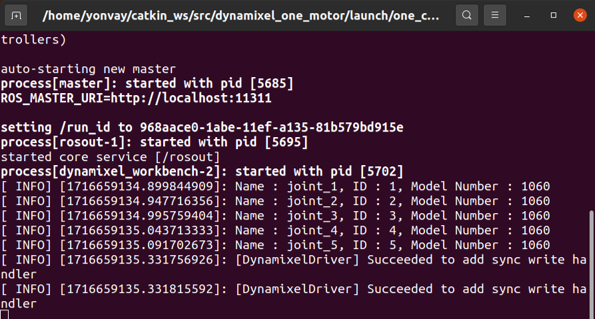 /home/yonvay/catkin_ws/src/dynamixel_one_motor/launch/one_c...
trollers)
auto-starting new master
process[master]: started with pid [5685]
ROS_MASTER_URI=http://localhost:11311
setting /run_id to 968aace0-1abe-11ef-a135-81b579bd915e
process[rosout-1]: started with pid [5695]
started core service [/rosout]
process[dynamixel_workbench-2]: started with pid [5702]
[ INFO] [1716659134.899844909]: Name : joint_1, ID : 1, Model Number : 1060
[ INFO] [1716659134.947716356]: Name : joint_2, ID : 2, Model Number : 1060
[ INFO] [1716659134.995759404]: Name : joint_3, ID : 3, Model Number : 1060
[ INFO] [1716659135.043713333]: Name : joint_4, ID : 4, Model Number : 1060
[ INFO] [1716659135.091702673]: Name : joint_5, ID : 5, Model Number : 1060
[ INFO] [1716659135.331756926]: [DynamixelDriver] Succeeded to add sync write ha
ndler
[ INFO] [1716659135.331815592]: [DynamixelDriver] Succeeded to add sync write ha
ndler